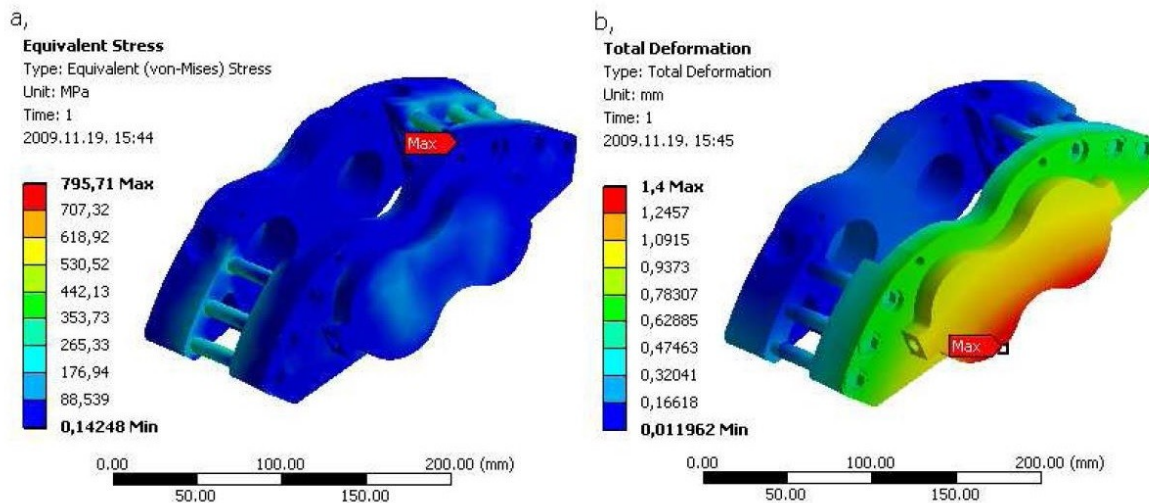 a,
Equivalent Stress
Type: Equivalent (von-Mises) Stress
Unit: MPa
Time: 1
2009.11.19. 15:44
Max
795,71 Max
707,32
618,92
530,52
442,13
353,73
265,33
176,94
88,539
0,14248 Min
0.00 100.00 200.00 (mm)
50.00 150.00
b,
Total Deformation
Type: Total Deformation
Unit: mm
Time: 1
2009.11.19. 15:45
1,4 Max
1,2457
1,0915
0,9373
0,78307
0,62885
0,47463
0,32041
0,16618
0,011962 Min
Max
0.00 100.00 200.00 (mm)
50.00 150.00